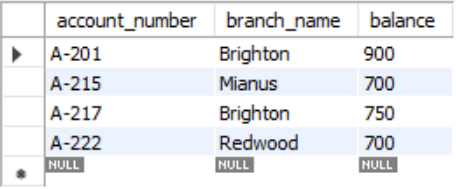 account_number branch_name balance
A-201 Brighton 900
A-215 Mianus 700
A-217 Brighton 750
A-222 Redwood 700
NULL NULL NULL